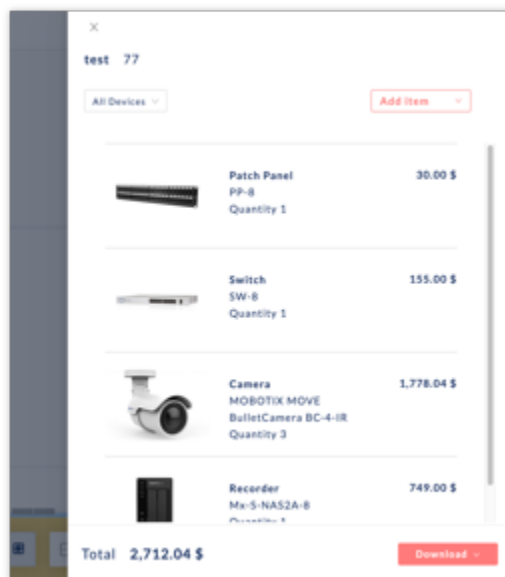 ×
test 77
All Devices
Add Item
Patch Panel 30.00 $
PP-8
Quantity 1
Switch 155.00 $
SW-8
Quantity 1
Camera 1,778.04 $
MOBOTIX MOVE
BulletCamera BC-4-IR
Quantity 3
Recorder 749.00 $
Mx-S-NAS2A-8
Quantity 1
Total 2,712.04 $
Download